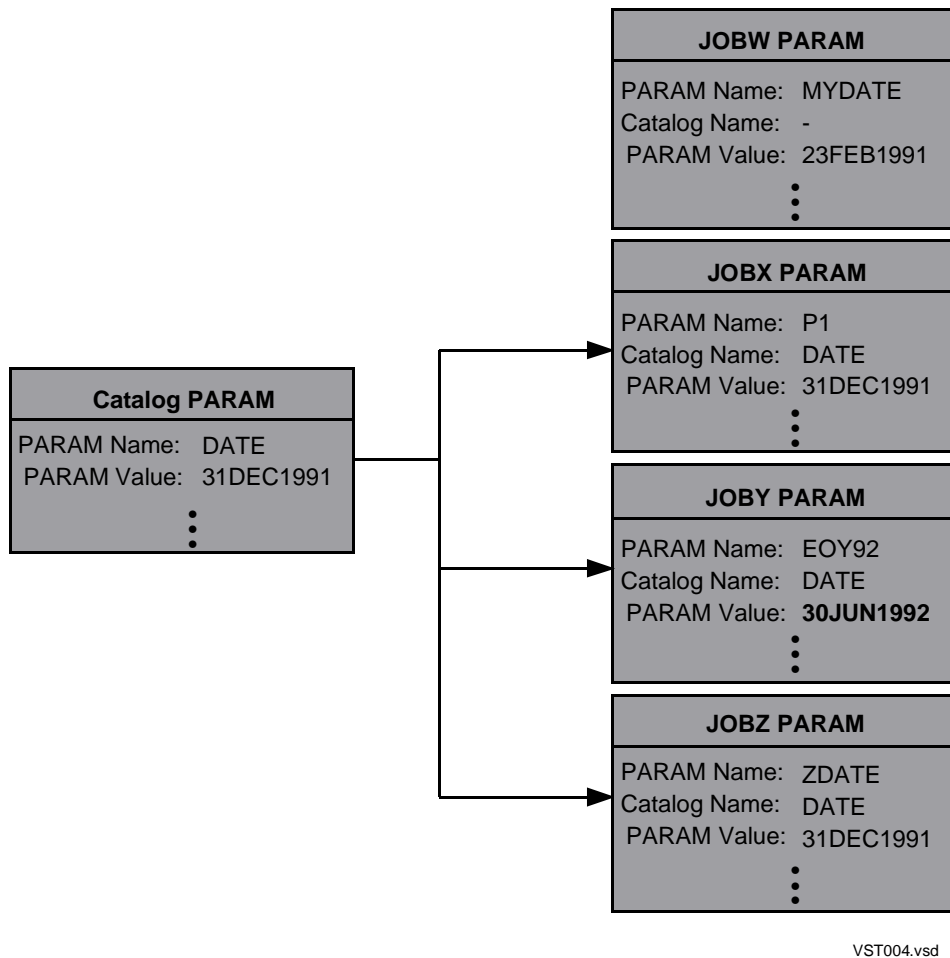 JOBW PARAM
PARAM Name: MYDATE
Catalog Name: -
PARAM Value: 23FEB1991
JOBX PARAM
PARAM Name: P1
Catalog Name: DATE
PARAM Value: 31DEC1991
Catalog PARAM
PARAM Name: DATE
PARAM Value: 31DEC1991
JOBY PARAM
PARAM Name: EOY92
Catalog Name: DATE
PARAM Value: 30JUN1992
JOBZ PARAM
PARAM Name: ZDATE
Catalog Name: DATE
PARAM Value: 31DEC1991
VST004.vsd